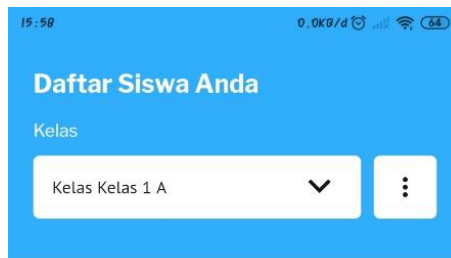 15:58 0.0KB/d 64
Daftar Siswa Anda
Kelas
Kelas Kelas 1 A